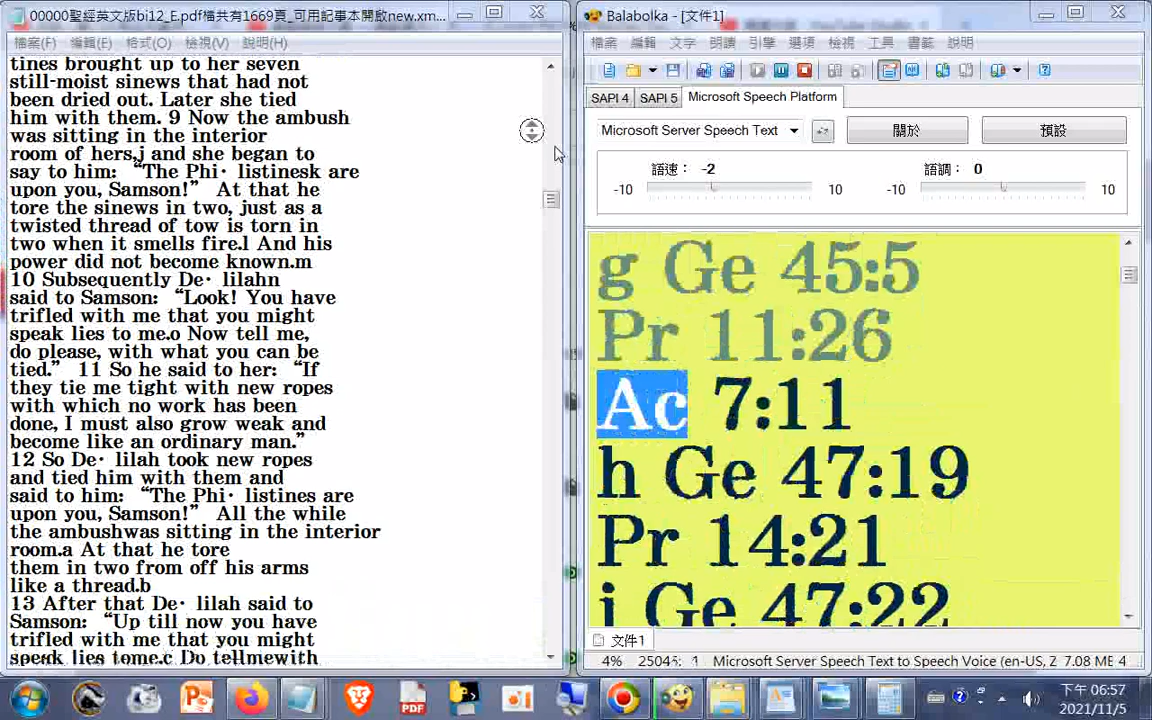 00000聖經英文版bi12_E.pdf檔共有1669頁_可用記事本開啟new.xm...
檔案(F) 編輯(E) 格式(O) 檢視(V) 說明(H)
tines brought up to her seven
still-moist sinews that had not
been dried out. Later she tied
him with them. 9 Now the ambush
was sitting in the interior
room of hers,j and she began to
say to him: “The Phi· listinesk are
upon you, Samson!” At that he
tore the sinews in two, just as a
twisted thread of tow is torn in
two when it smells fire.l And his
power did not become known.m
10 Subsequently De· lilahn
said to Samson: “Look! You have
trifled with me that you might
speak lies to me.o Now tell me,
do please, with what you can be
tied.” 11 So he said to her: “If
they tie me tight with new ropes
with which no work has been
done, I must also grow weak and
become like an ordinary man.”
12 So De· lilah took new ropes
and tied him with them and
said to him: “The Phi· listines are
upon you, Samson!” All the while
the ambushwas sitting in the interior
room.a At that he tore
them in two from off his arms
like a thread.b
13 After that De· lilah said to
Samson: “Up till now you have
trifled with me that you might
speak lies tome.c Do tellmewith
Balabolka - [文件1]
檔案 編輯 文字 朗讀 引擎 選項 檢視 工具 書籤 說明
SAPI 4 SAPI 5 Microsoft Speech Platform
Microsoft Server Speech Text 關於 預設
語速： -2 語調： 0
-10 10 -10 10
g Ge 45:5
Pr 11:26
Ac 7:11
h Ge 47:19
Pr 14:21
i Ge 47:22
文件1
4% Microsoft Server Speech Text to Speech Voice (en-US, Z 7.08 ME 4
PDF
下午 06:57
2021/11/5